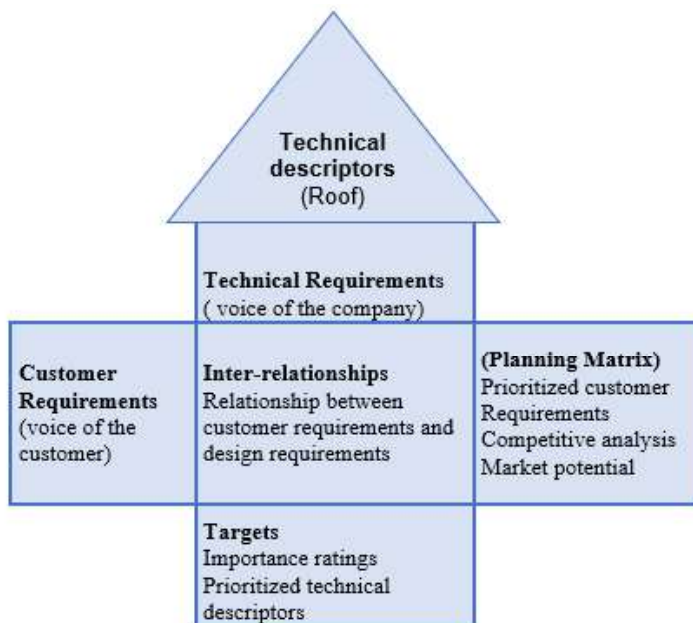 Technical
descriptors
(Roof)
Technical Requirements
( voice of the company)
Customer
Requirements
(voice of the
customer)
Inter-relationships
Relationship between
customer requirements and
design requirements
(Planning Matrix)
Prioritized customer
Requirements
Competitive analysis
Market potential
Targets
Importance ratings
Prioritized technical
descriptors